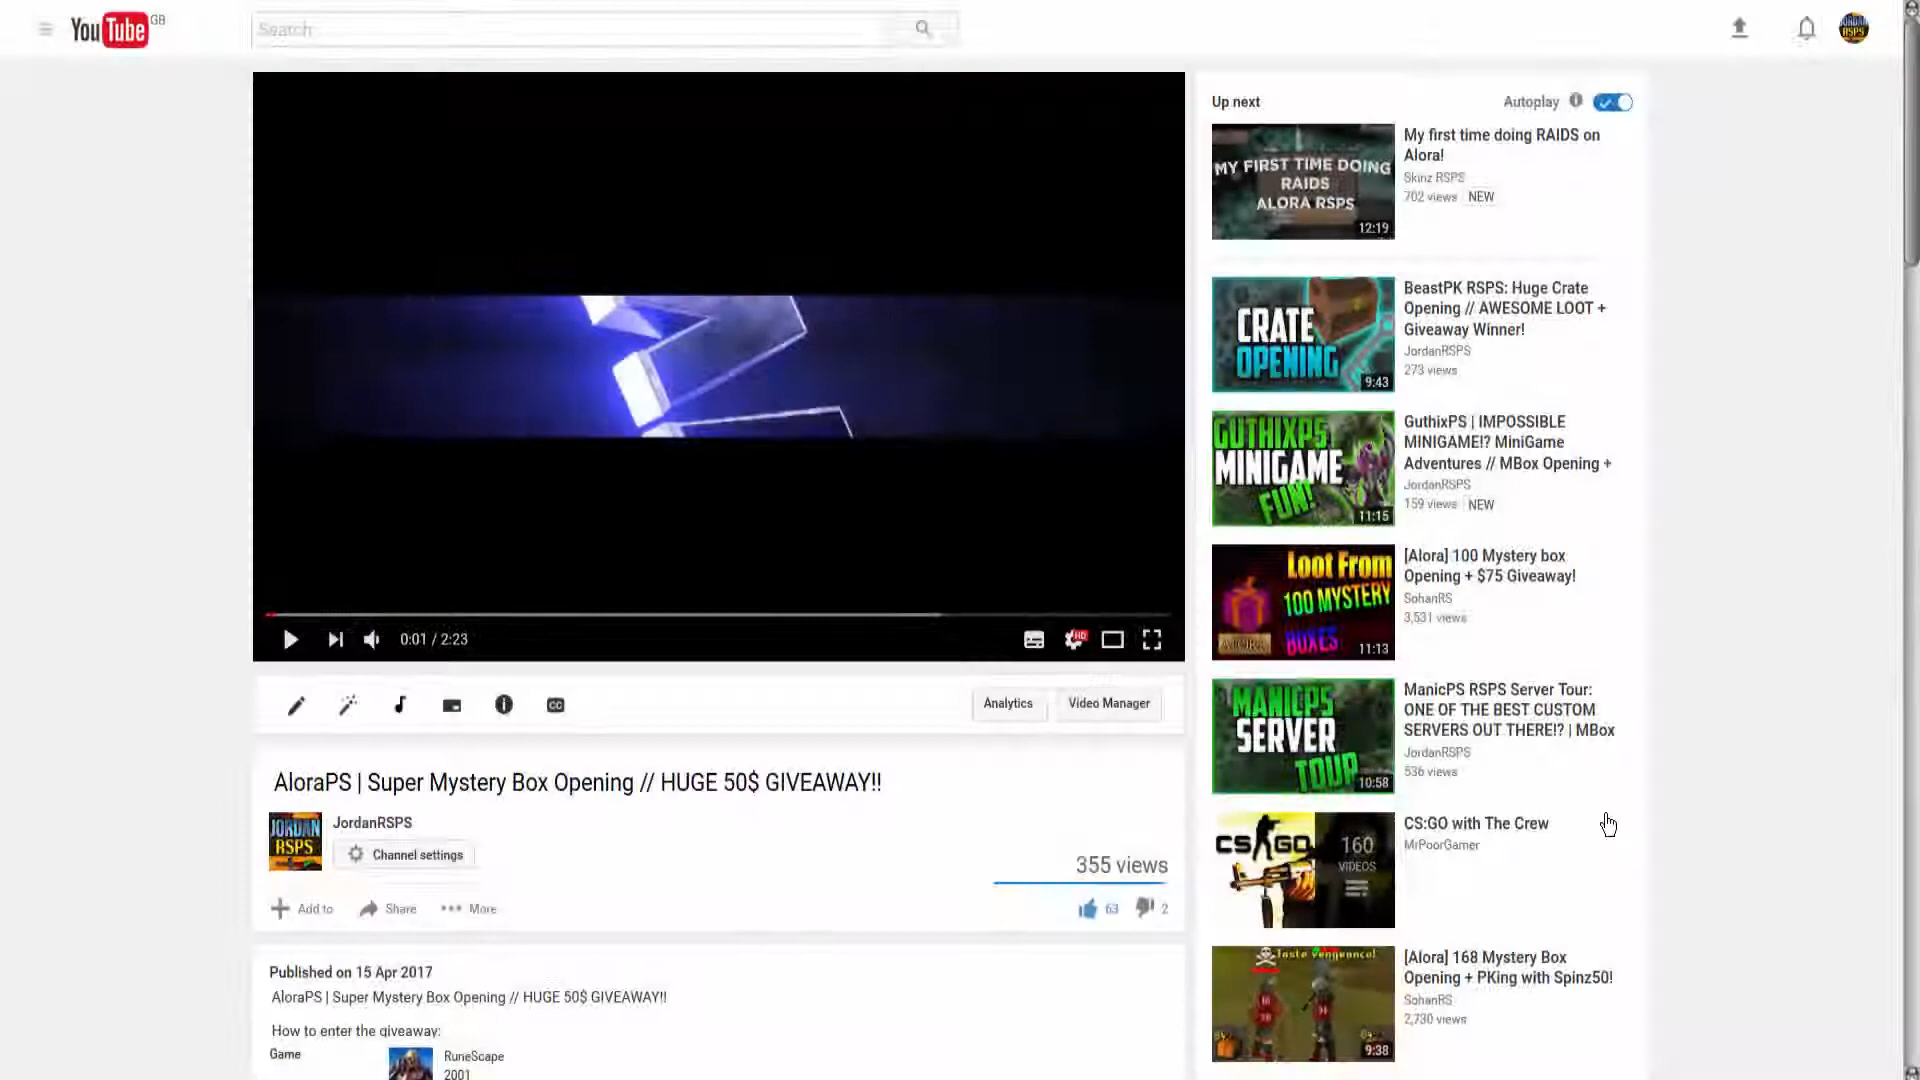 YouTube GB
Search
Up next
Autoplay
MY FIRST TIME DOING
RAIDS
ALORA RSPS
12:19
My first time doing RAIDS on
Alora!
Skinz RSPS
702 views NEW
CRATE
OPENING
9:43
BeastPK RSPS: Huge Crate
Opening // AWESOME LOOT +
Giveaway Winner!
JordanRSPS
273 views
GUTHIXPS
MINIGAME
FUN!
11:15
GuthixPS | IMPOSSIBLE
MINIGAME!? MiniGame
Adventures // MBox Opening +
JordanRSPS
159 views NEW
Loot From
100 MYSTERY
BOXES
ALORA
11:13
[Alora] 100 Mystery box
Opening + $75 Giveaway!
SohanRS
3,531 views
MANICPS
SERVER
TOUR
10:58
ManicPS RSPS Server Tour:
ONE OF THE BEST CUSTOM
SERVERS OUT THERE!? | MBox
JordanRSPS
536 views
CS GO
160
VIDEOS
CS:GO with The Crew
MrPoorGamer
Taste vengeance!
9:38
[Alora] 168 Mystery Box
Opening + PKing with Spinz50!
SohanRS
2,730 views
0:01 / 2:23
HD
CC
Analytics
Video Manager
AloraPS | Super Mystery Box Opening // HUGE 50$ GIVEAWAY!!
JORDAN
RSPS
JordanRSPS
Channel settings
355 views
Add to
Share
More
63
2
Published on 15 Apr 2017
AloraPS | Super Mystery Box Opening // HUGE 50$ GIVEAWAY!!
How to enter the giveaway:
Game
RuneScape
2001